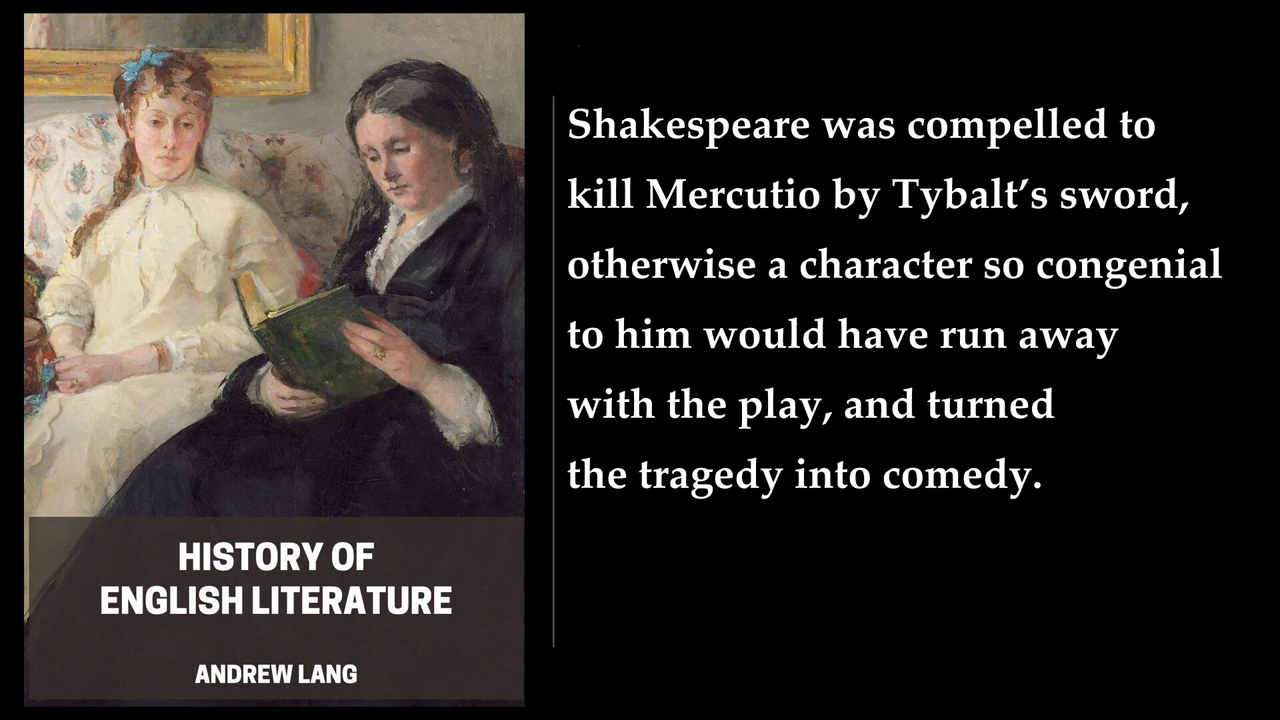 HISTORY OF
ENGLISH LITERATURE
ANDREW LANG
Shakespeare was compelled to
kill Mercutio by Tybalt’s sword,
otherwise a character so congenial
to him would have run away
with the play, and turned
the tragedy into comedy.